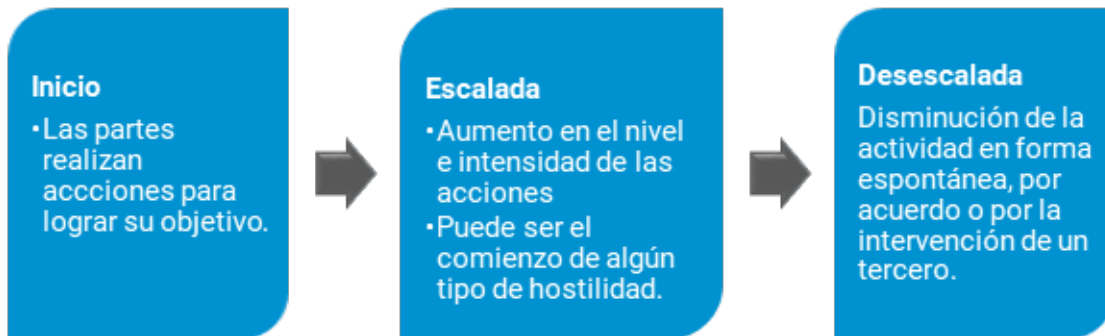 Inicio
•Las partes
realizan
accciones para
lograr su objetivo.
Escalada
•Aumento en el nivel
e intensidad de las
acciones
•Puede ser el
comienzo de algún
tipo de hostilidad.
Desescalada
Disminución de la
actividad en forma
espontánea, por
acuerdo o por la
intervención de un
tercero.